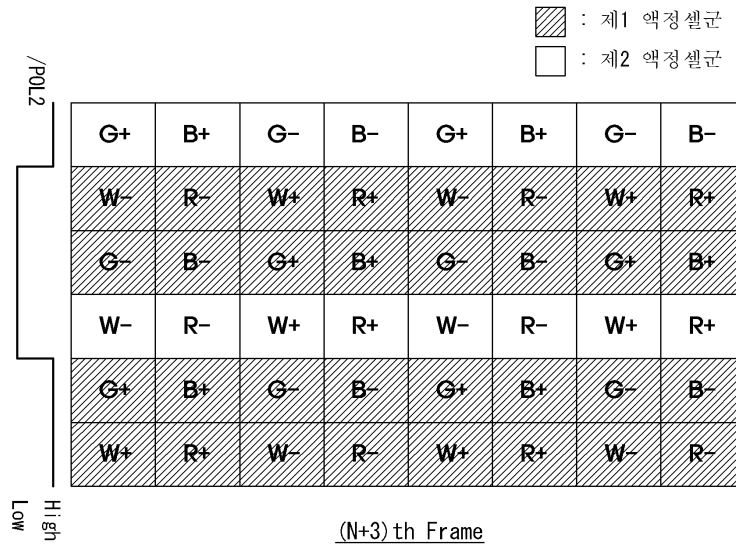 : 제1 액정셀군
: 제2 액정셀군
/POL2
G+ B+ G- B- G+ B+ G- B-
W- R- W+ R+ W- R- W+ R+
G- B- G+ B+ G- B- G+ B+
W- R- W+ R+ W- R- W+ R+
G+ B+ G- B- G+ B+ G- B-
W+ R+ W- R- W+ R+ W- R-
High
Low
(N+3)th Frame